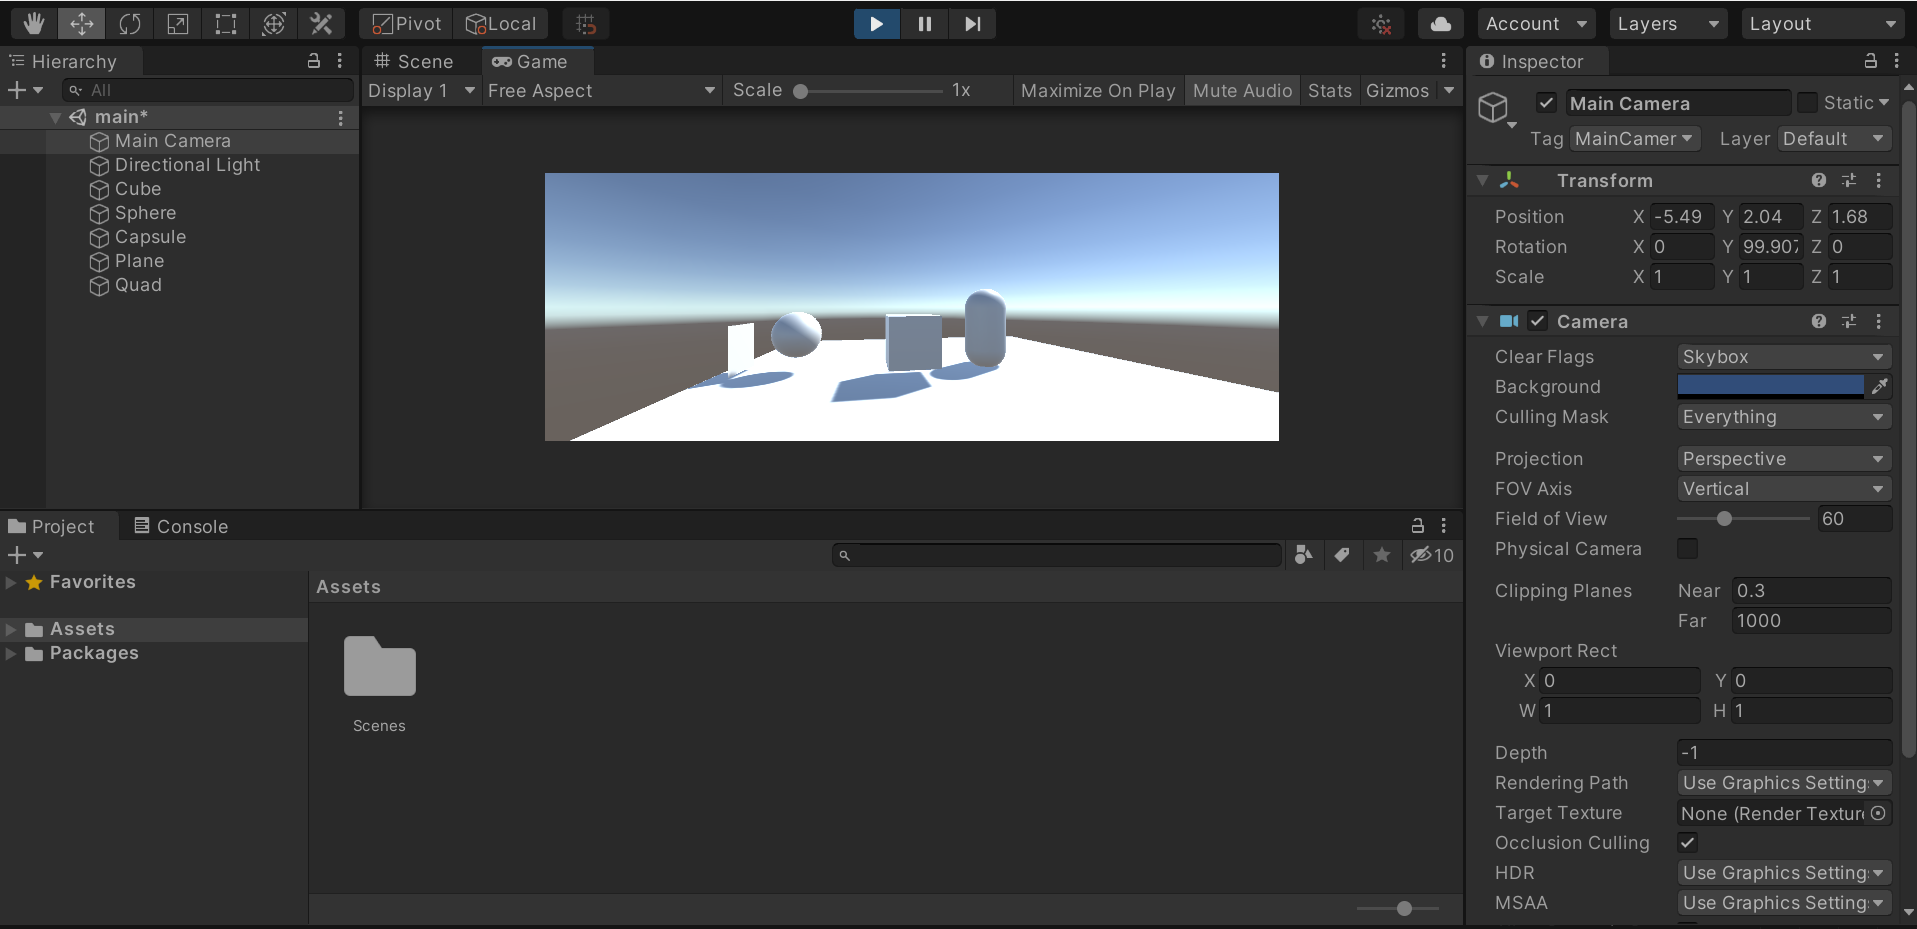 Pivot Local Account Layers Layout
Hierarchy
All
main*
Main Camera
Directional Light
Cube
Sphere
Capsule
Plane
Quad
Scene Game
Display 1 Free Aspect Scale 1x Maximize On Play Mute Audio Stats Gizmos
Project Console
10
Favorites
Assets
Packages
Assets
Scenes
Inspector
Main Camera Static
Tag MainCamer Layer Default
Transform
Position X -5.49 Y 2.04 Z 1.68
Rotation X 0 Y 99.907 Z 0
Scale X 1 Y 1 Z 1
Camera
Clear Flags Skybox
Background
Culling Mask Everything
Projection Perspective
FOV Axis Vertical
Field of View 60
Physical Camera
Clipping Planes Near 0.3
Far 1000
Viewport Rect
X 0 Y 0
W 1 H 1
Depth -1
Rendering Path Use Graphics Setting
Target Texture None (Render Texture
Occlusion Culling
HDR Use Graphics Setting
MSAA Use Graphics Setting